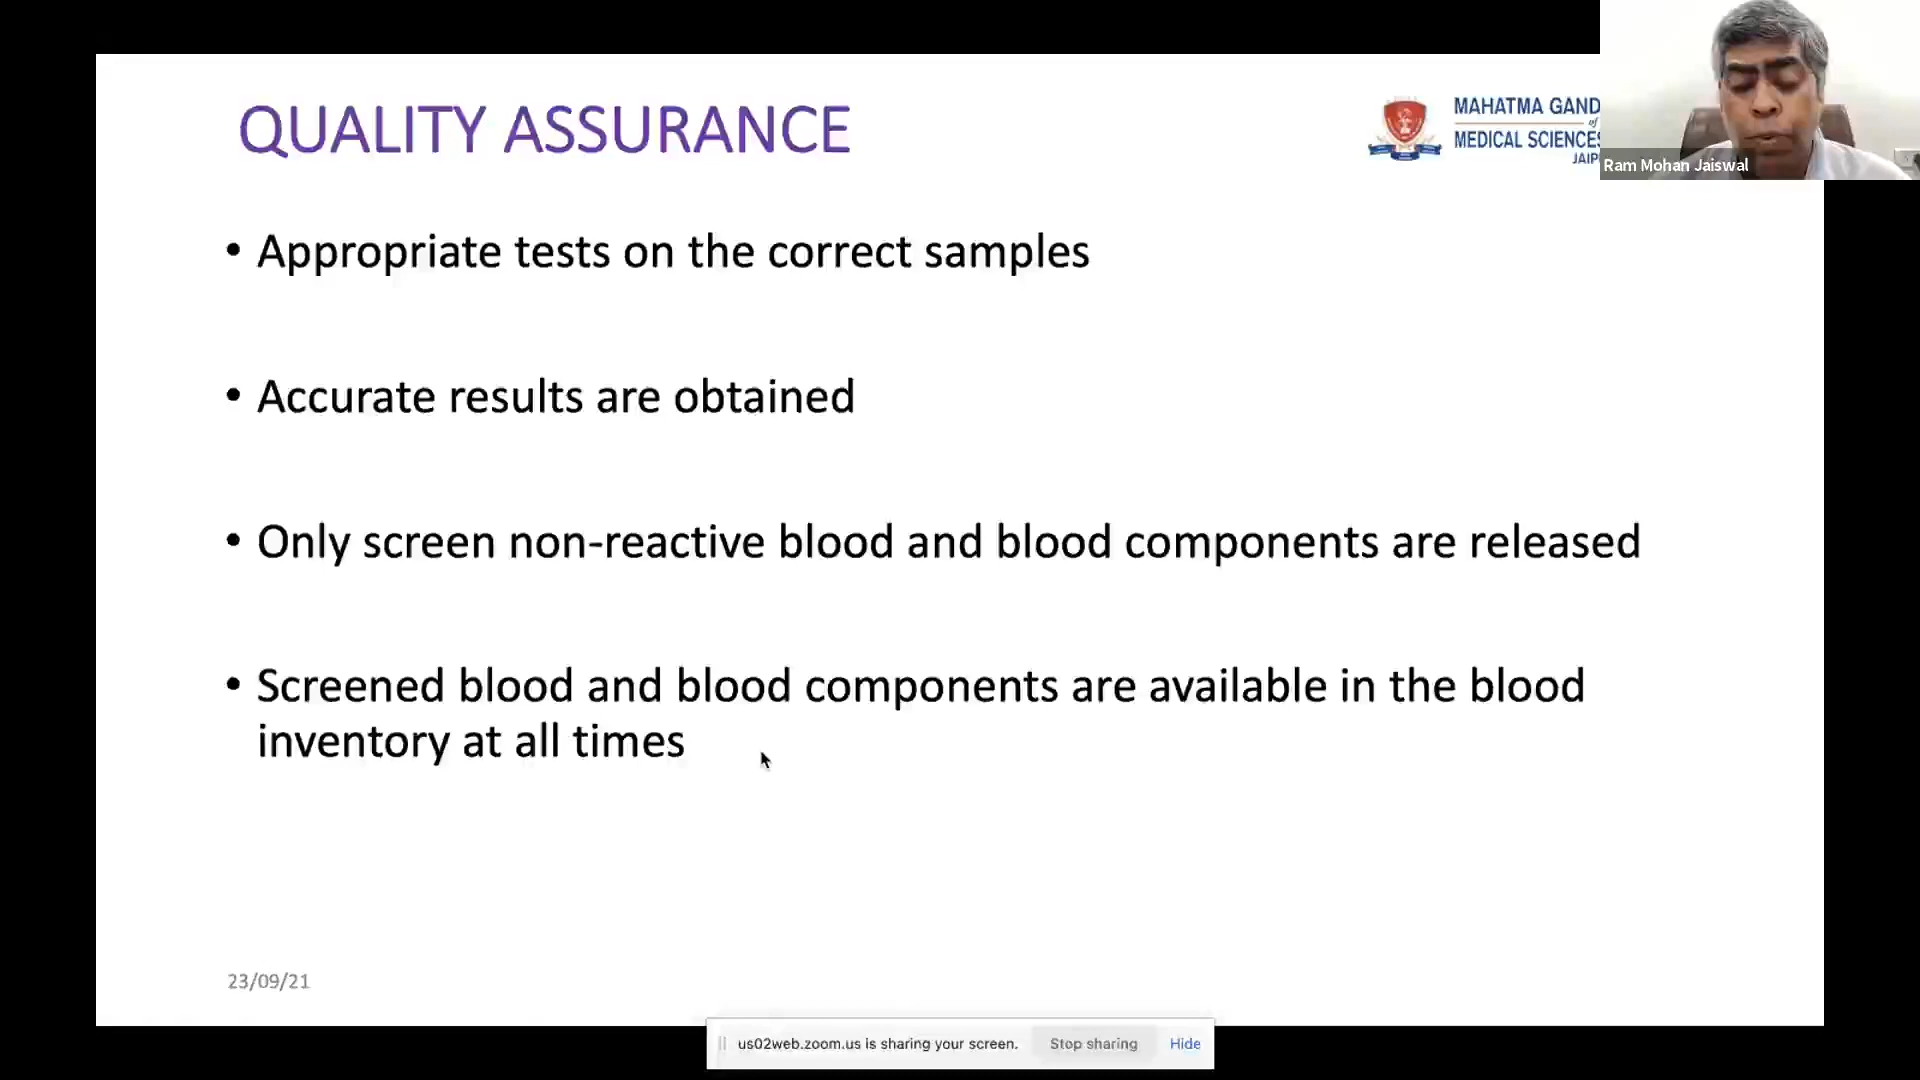 QUALITY ASSURANCE
MAHATMA GAND
of
MEDICAL SCIENCES
JAIP
Ram Mohan Jaiswal
• Appropriate tests on the correct samples
• Accurate results are obtained
• Only screen non-reactive blood and blood components are released
• Screened blood and blood components are available in the blood
inventory at all times
23/09/21
us02web.zoom.us is sharing your screen.
Stop sharing
Hide